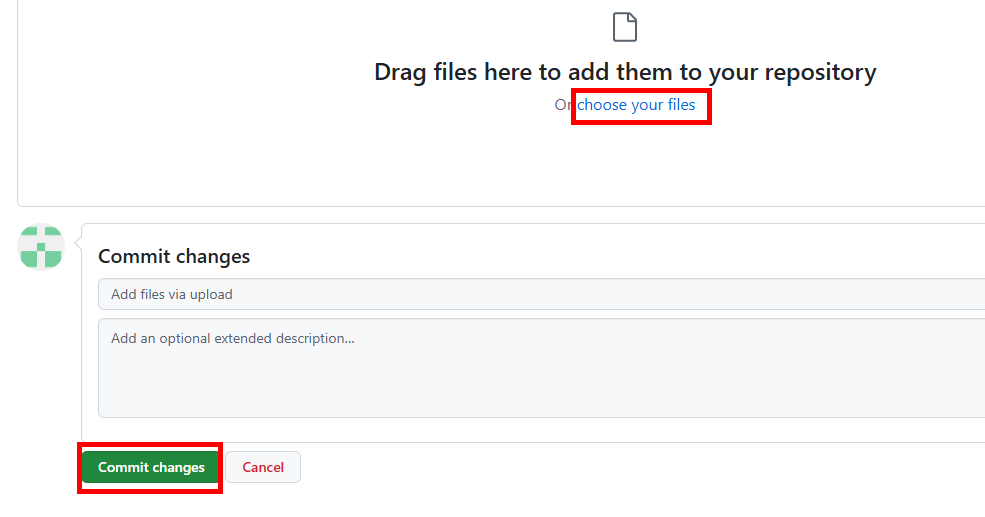 Drag files here to add them to your repository
Or choose your files
Commit changes
Add files via upload
Add an optional extended description...
Commit changes
Cancel